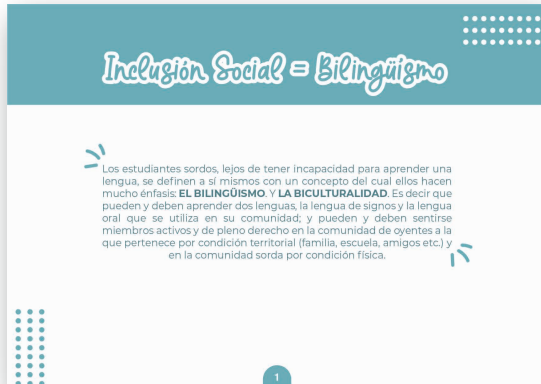 Inclusión Social = Bilingüismo
Los estudiantes sordos, lejos de tener incapacidad para aprender una
lengua, se definen a sí mismos con un concepto del cual ellos hacen
mucho énfasis: EL BILINGÜISMO. Y LA BICULTURALIDAD. Es decir que
pueden y deben aprender dos lenguas, la lengua de signos y la lengua
oral que se utiliza en su comunidad; y pueden y deben sentirse
miembros activos y de pleno derecho en la comunidad de oyentes a la
que pertenece por condición territorial (familia, escuela, amigos etc.) y
en la comunidad sorda por condición física.
1